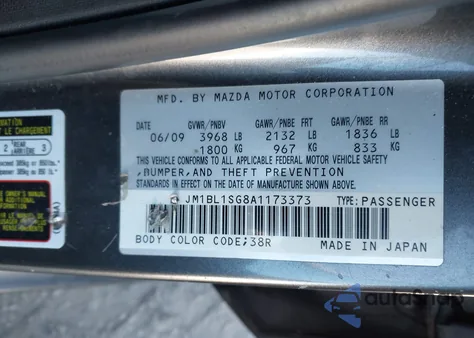 MFD. BY MAZDA MOTOR CORPORATION
GVWR/PNBV GAWR/PNBE FRT GAWR/PNBE RR
06/09 3968 LB 2132 LB 1836 LB
1800 KG 967 KG 833 KG
THIS VEHICLE CONFORMS TO ALL APPLICABLE FEDERAL MOTOR VEHICLE SAFETY,
,BUMPER,AND THEFT PREVENTION
STANDARDS IN EFFECT ON THE DATE OF MANUFACTURE SHOWN ABOVE.
JM1BL1SG8A1173373 TYPE:PASSENGER
BODY COLOR CODE;38R MADE IN JAPAN
2 REAR 3